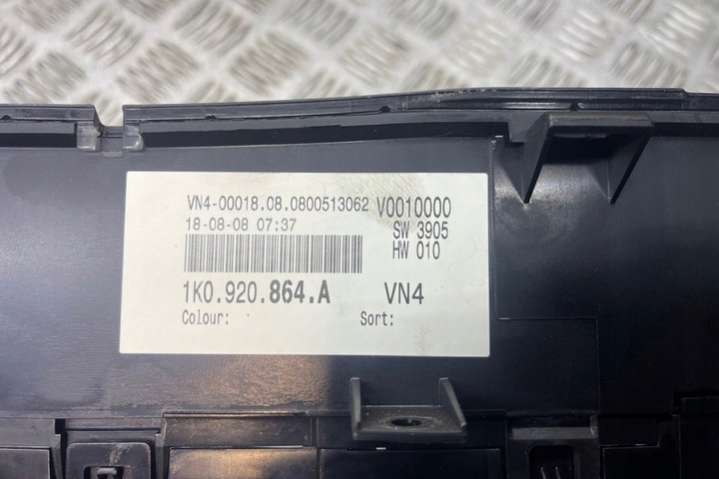 VN4-00018.08.0800513062 V0010000
18-08-08 07:37 SW 3905
HW 010
1K0.920.864.A VN4
Colour: Sort: